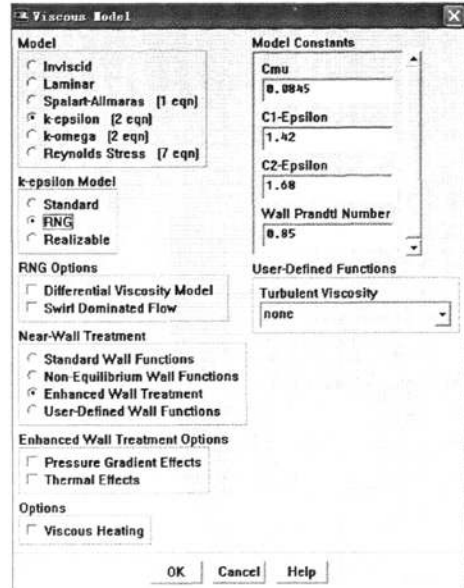 Viscous Model
Model
Inviscid
Laminar
Spalart-Allmaras (1 eqn)
k-epsilon (2 eqn)
k-omega (2 eqn)
Reynolds Stress (7 eqn)
k-epsilon Model
Standard
RNG
Realizable
RNG Options
Differential Viscosity Model
Swirl Dominated Flow
Near-Wall Treatment
Standard Wall Functions
Non-Equilibrium Wall Functions
Enhanced Wall Treatment
User-Defined Wall Functions
Enhanced Wall Treatment Options
Pressure Gradient Effects
Thermal Effects
Options
Viscous Heating
Model Constants
Cmu
0.0845
C1-Epsilon
1.42
C2-Epsilon
1.68
Wall Prandtl Number
0.85
User-Defined Functions
Turbulent Viscosity
none
OK Cancel Help